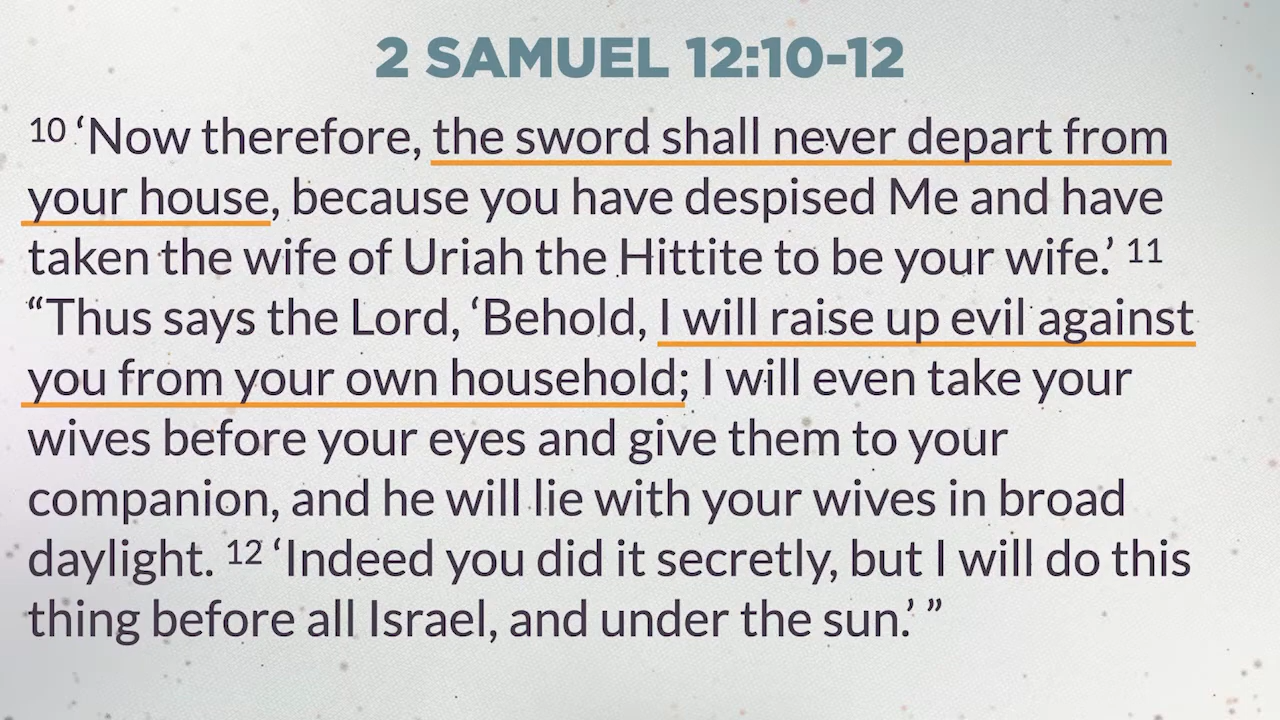 2 SAMUEL 12:10-12
10 ‘Now therefore, the sword shall never depart from
your house, because you have despised Me and have
taken the wife of Uriah the Hittite to be your wife.’ 11
“Thus says the Lord, ‘Behold, I will raise up evil against
you from your own household; I will even take your
wives before your eyes and give them to your
companion, and he will lie with your wives in broad
daylight. 12 ‘Indeed you did it secretly, but I will do this
thing before all Israel, and under the sun.’ ”